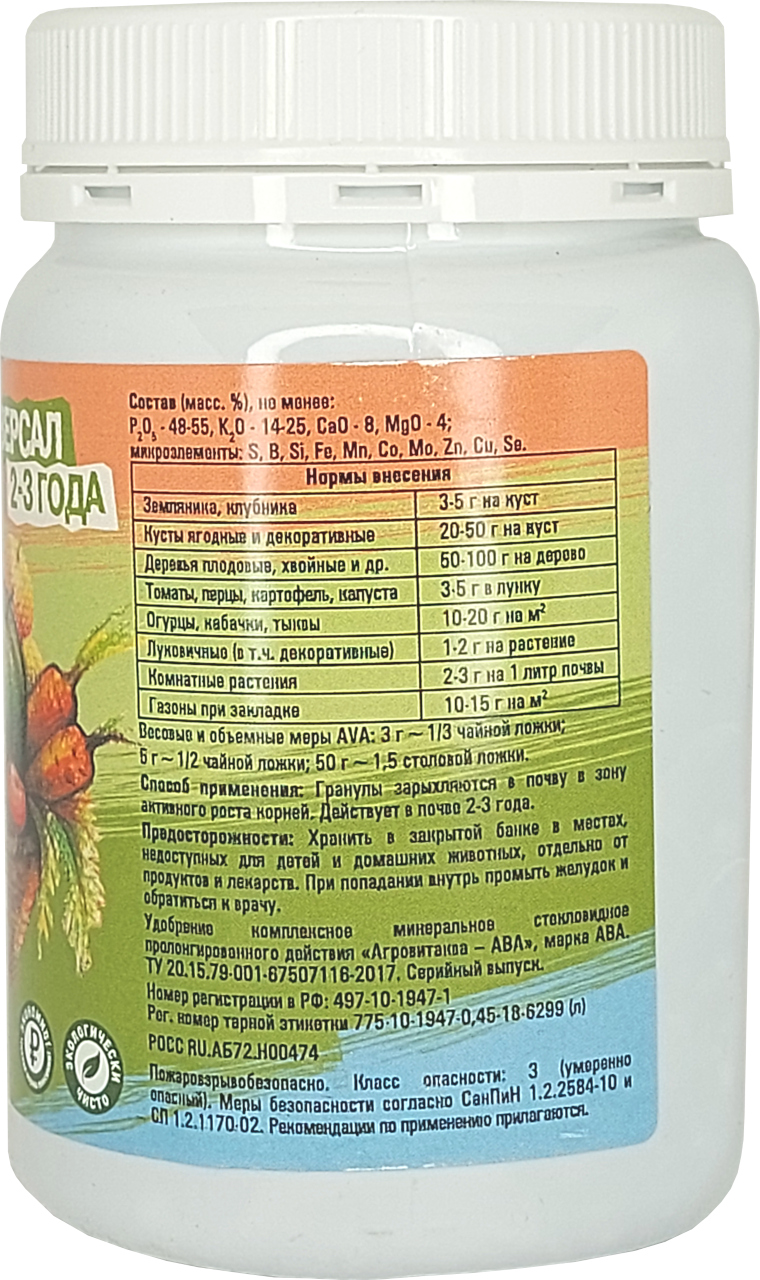 ЕРСАЛ
2-3 ГОДА
Состав (масс. %), не менее:
P₂O₅ - 48-55, K₂O - 14-25, CaO - 8, MgO - 4;
микроэлементы: S, B, Si, Fe, Mn, Co, Mo, Zn, Cu, Se.
Нормы внесения
Земляника, клубника 3-5 г на куст
Кусты ягодные и декоративные 20-50 г на куст
Деревья плодовые, хвойные и др. 50-100 г на дерево
Томаты, перцы, картофель, капуста 3-5 г в лунку
Огурцы, кабачки, тыквы 10-20 г на м²
Луковичные (в т.ч. декоративные) 1-2 г на растение
Комнатные растения 2-3 г на 1 литр почвы
Газоны при закладке 10-15 г на м²
Весовые и объемные меры AVA: 3 г ~ 1/3 чайной ложки;
6 г ~ 1/2 чайной ложки; 50 г ~ 1,5 столовой ложки.
Способ применения: Гранулы зарыхляются в почву в зону
активного роста корней. Действует в почве 2-3 года.
Предосторожности: Хранить в закрытой банке в местах,
недоступных для детей и домашних животных, отдельно от
продуктов и лекарств. При попадании внутрь промыть желудок и
обратиться к врачу.
Удобрение комплексное минеральное стекловидное
пролонгированного действия «Агровитаква – АВА», марка АВА.
ТУ 20.15.79-001-67507116-2017. Серийный выпуск.
Номер регистрации в РФ: 497-10-1947-1
Рег. номер тарной этикетки 775-10-1947-0,45-18-6299 (л)
РОСС RU.АБ72.Н00474
ЭКОЛОГИЧЕСКИ
ЧИСТО
Пожаровзрывобезопасно. Класс опасности: 3 (умеренно
опасный). Меры безопасности согласно СанПиН 1.2.2584-10 и
СП 1.2.1170-02. Рекомендации по применению прилагаются.